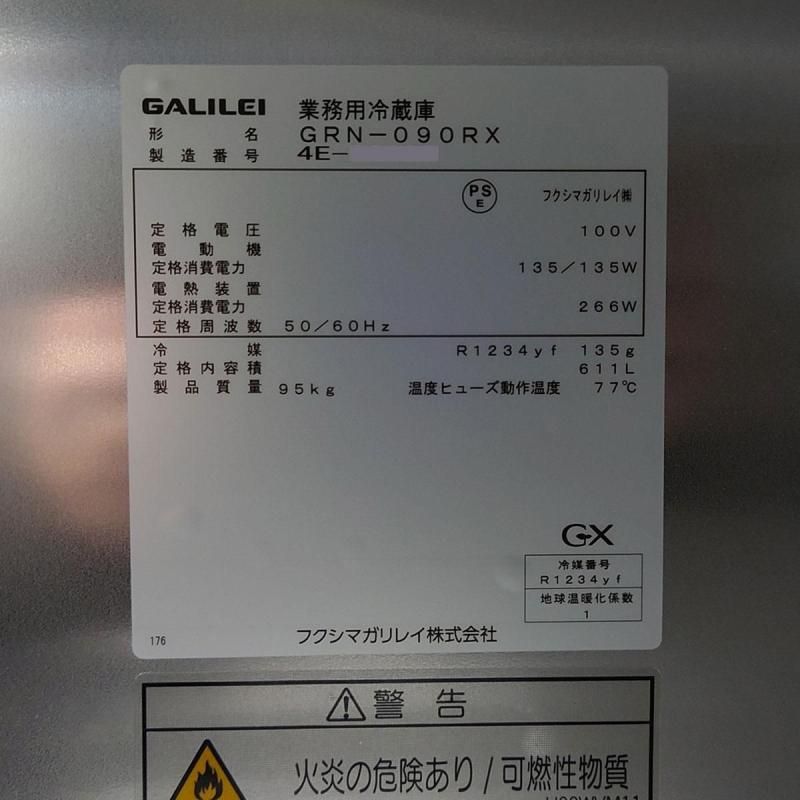 GALILEI 業務用冷蔵庫
形名 GRN-090RX
製造番号 4E-
PS E フクシマガリレイ㈱
定格電圧 100V
電動機
定格消費電力 135/135W
電熱装置
定格消費電力 266W
定格周波数 50/60Hz
冷媒 R1234yf 135g
定格内容積 611L
製品質量 95kg 温度ヒューズ動作温度 77℃
GX
冷媒番号
R1234yf
地球温暖化係数
1
176 フクシマガリレイ株式会社
警告
火炎の危険あり/可燃性物質